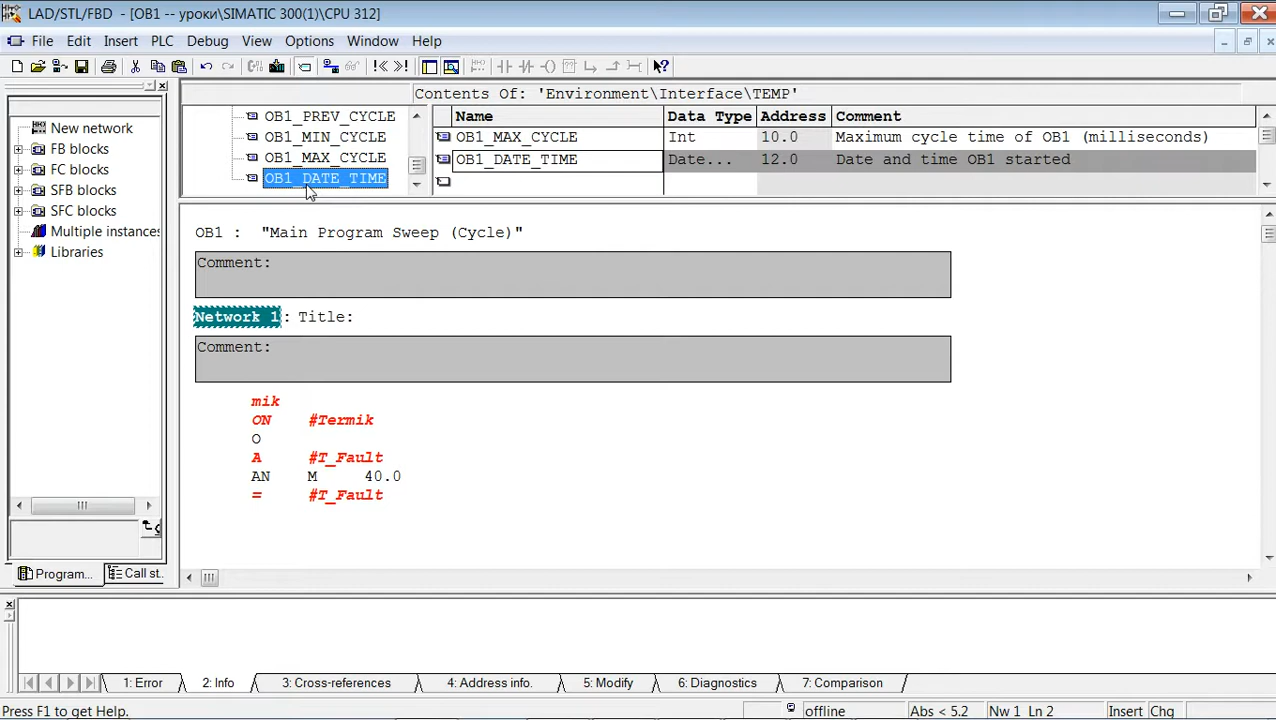 LAD/STL/FBD - [OB1 -- уроки\SIMATIC 300(1)\CPU 312]
File Edit Insert PLC Debug View Options Window Help
Contents Of: 'Environment\Interface\TEMP'
OB1_PREV_CYCLE
OB1_MIN_CYCLE
OB1_MAX_CYCLE
OB1_DATE_TIME
Name Data Type Address Comment
OB1_MAX_CYCLE Int 10.0 Maximum cycle time of OB1 (milliseconds)
OB1_DATE_TIME Date... 12.0 Date and time OB1 started
New network
FB blocks
FC blocks
SFB blocks
SFC blocks
Multiple instances
Libraries
Program... Call st.
OB1 : "Main Program Sweep (Cycle)"
Comment:
Network 1: Title:
Comment:
mik
ON #Termik
O
A #T_Fault
AN M 40.0
= #T_Fault
1: Error 2: Info 3: Cross-references 4: Address info. 5: Modify 6: Diagnostics 7: Comparison
Press F1 to get Help. offline Abs < 5.2 Nw 1 Ln 2 Insert Chg